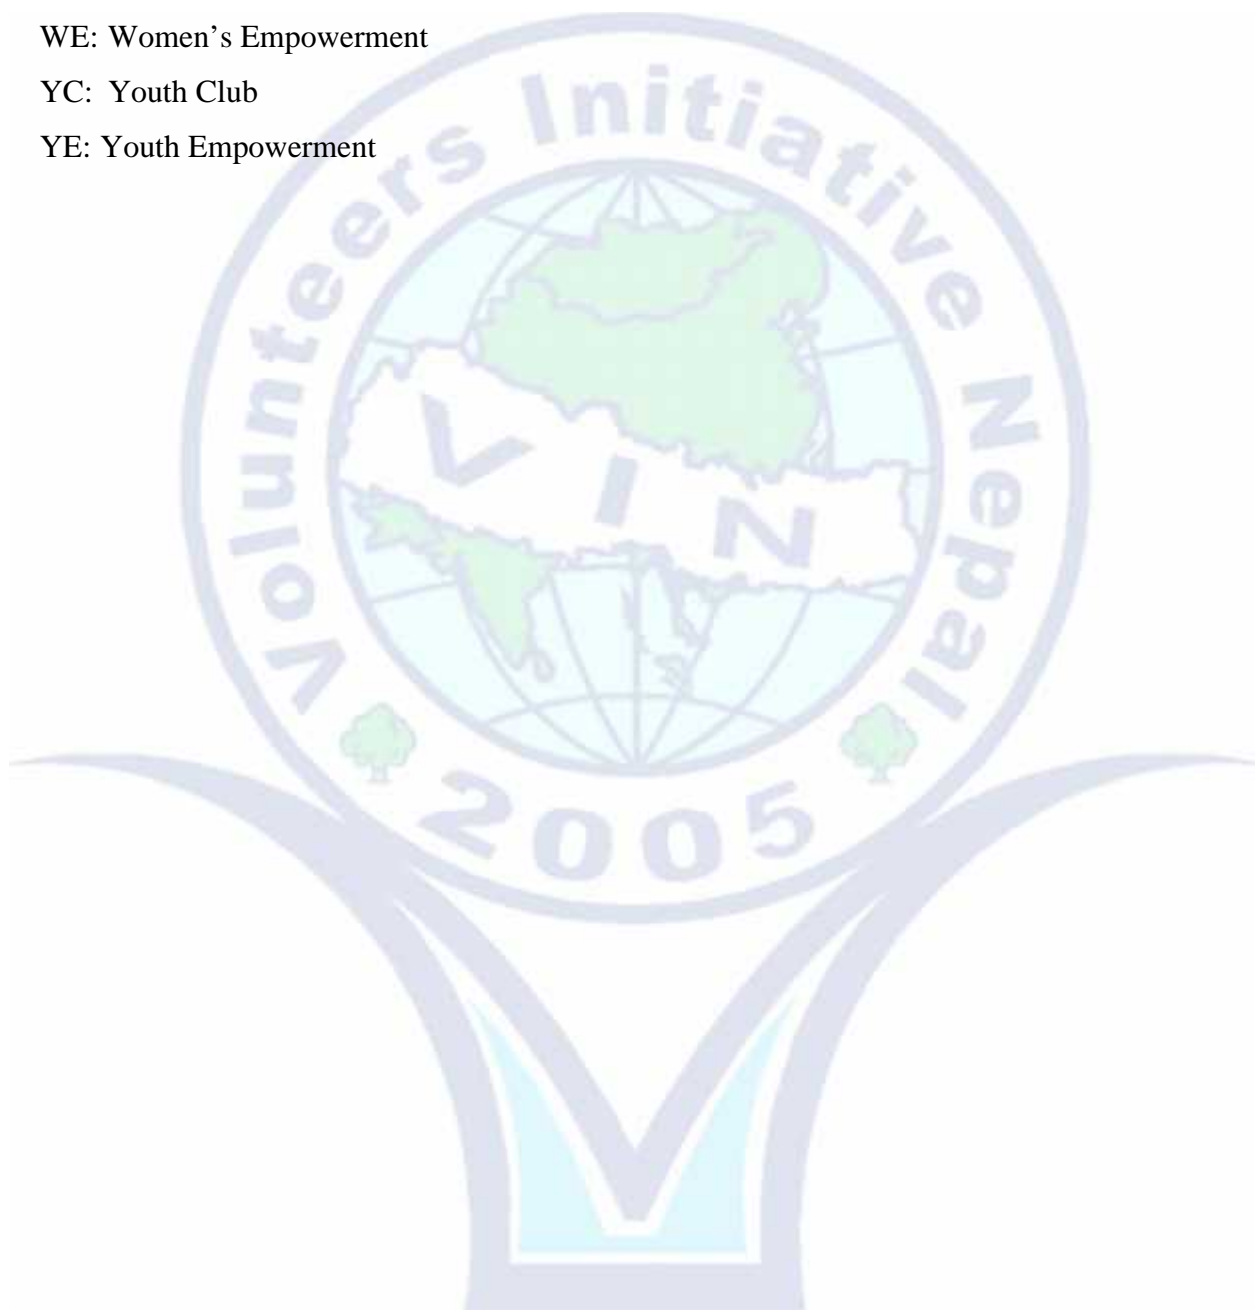 WE: Women’s Empowerment
YC: Youth Club
YE: Youth Empowerment
Volunteers Initiative Nepal
VIN
2005